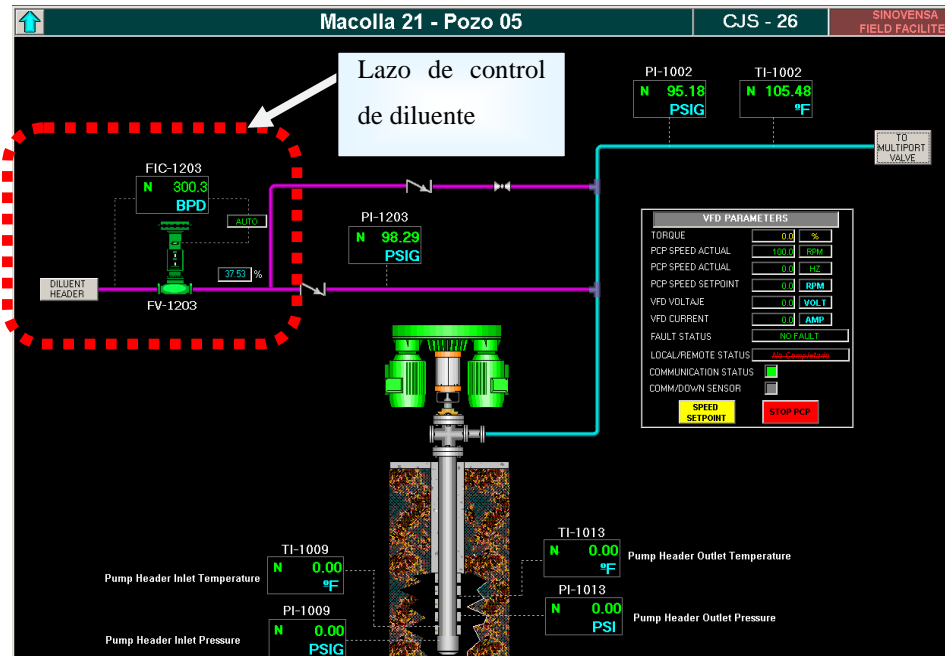 Macolla 21 - Pozo 05
CJS - 26
SINOVENSA
FIELD FACILITE
Lazo de control
de diluente
PI-1002
N 95.18
PSIG
TI-1002
N 105.48
ºF
TO
MULTIPORT
VALVE
FIC-1203
N 300.3
BPD
AUTO
37.53 %
DILUENT
HEADER
FV-1203
PI-1203
N 98.29
PSIG
VFD PARAMETERS
TORQUE 0.0 %
PCP SPEED ACTUAL 100.0 RPM
PCP SPEED ACTUAL 0.0 HZ
PCP SPEED SETPOINT 0.0 RPM
VFD VOLTAJE 0.0 VOLT
VFD CURRENT 0.0 AMP
FAULT STATUS NO FAULT
LOCAL/REMOTE STATUS No Completado
COMMUNICATION STATUS
COMM/DOWN SENSOR
SPEED
SETPOINT
STOP PCP
TI-1009
N 0.00
ºF
Pump Header Inlet Temperature
PI-1009
N 0.00
PSIG
Pump Header Inlet Pressure
TI-1013
N 0.00
ºF
Pump Header Outlet Temperature
PI-1013
N 0.00
PSI
Pump Header Outlet Pressure